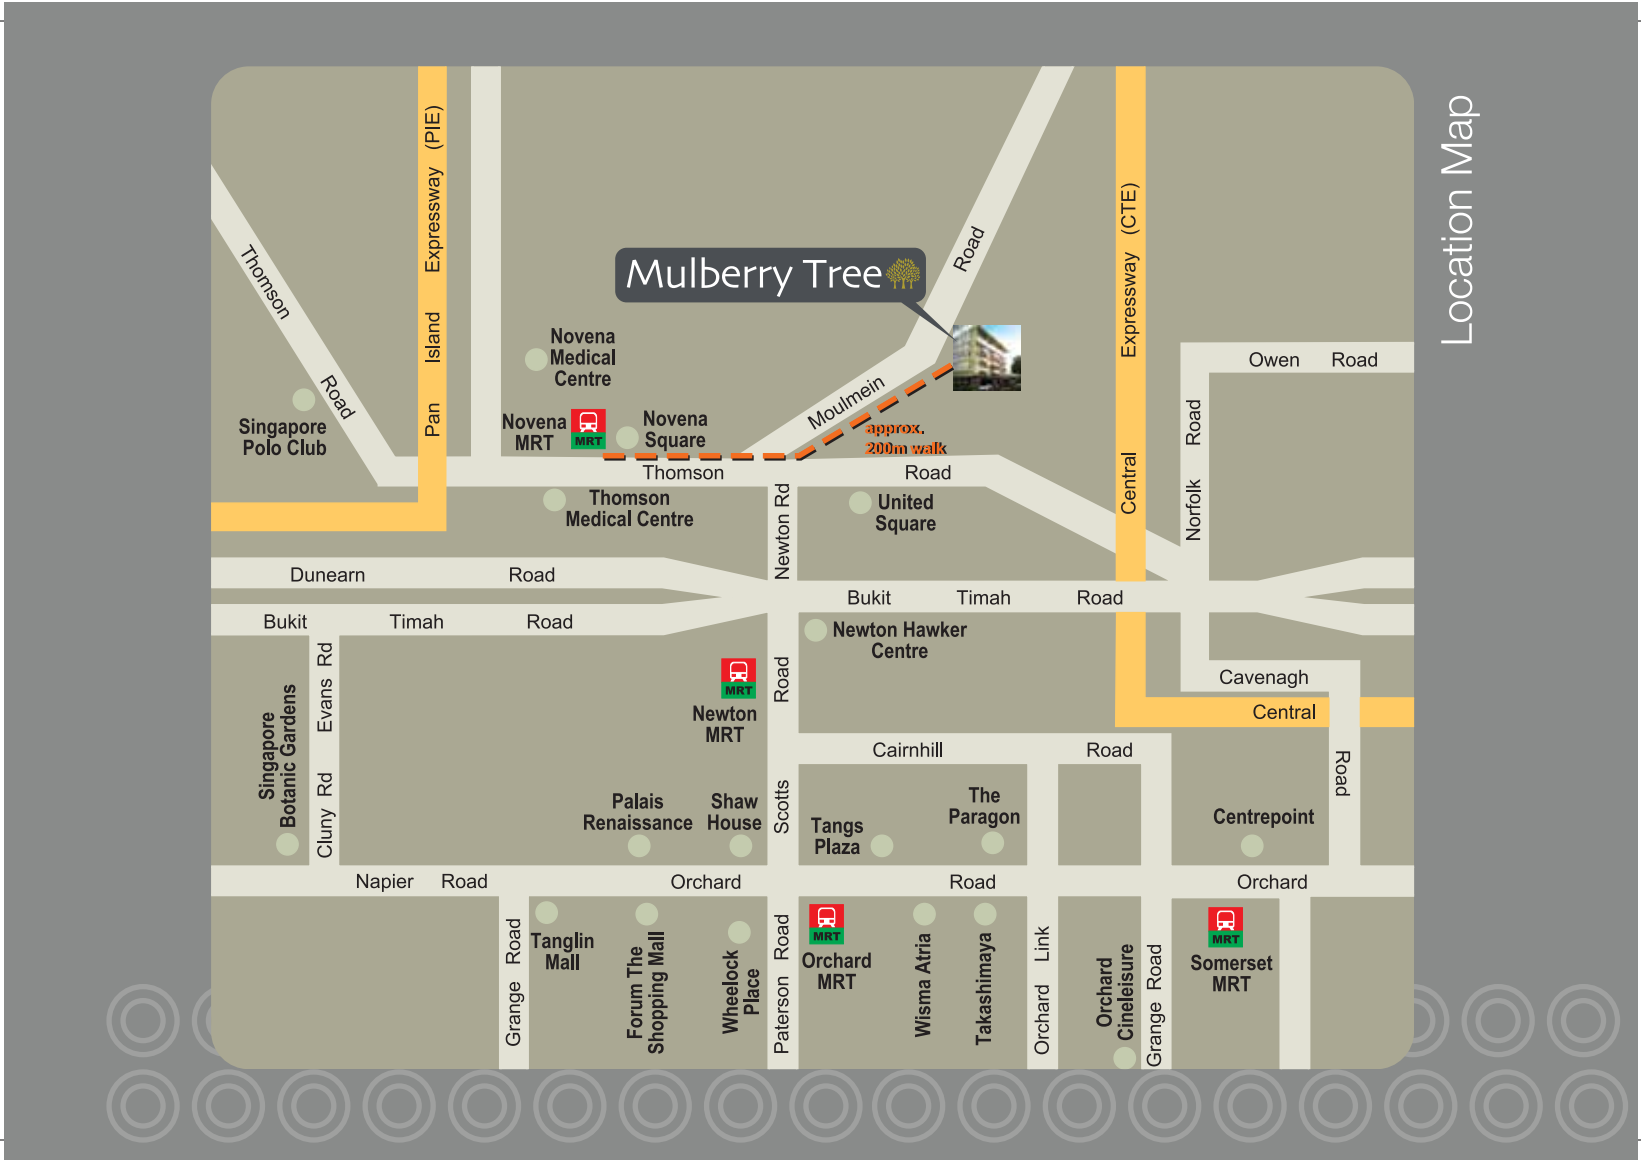 Location Map
Pan Island Expressway (PIE)
Thomson Road
Mulberry Tree
Road
Moulmein
Central Expressway (CTE)
Novena
Medical
Centre
Owen Road
Norfolk Road
Singapore
Polo Club
Novena
MRT
MRT
Novena
Square
approx.
200m walk
Thomson Road
Thomson
Medical Centre
Newton Rd
United
Square
Dunearn Road
Bukit Timah Road
Bukit Timah Road
Newton Hawker
Centre
Evans Rd
Cluny Rd
Singapore
Botanic Gardens
MRT
Newton
MRT
Scotts Road
Cavenagh
Road
Central
Cairnhill Road
Palais
Renaissance
Shaw
House
Tangs
Plaza
The
Paragon
Centrepoint
Napier Road
Orchard Road
Orchard
Grange Road
Tanglin
Mall
Forum The
Shopping Mall
Wheelock
Place
Paterson Road
MRT
Orchard
MRT
Wisma Atria
Takashimaya
Orchard Link
Orchard
Cineleisure
Grange Road
MRT
Somerset
MRT